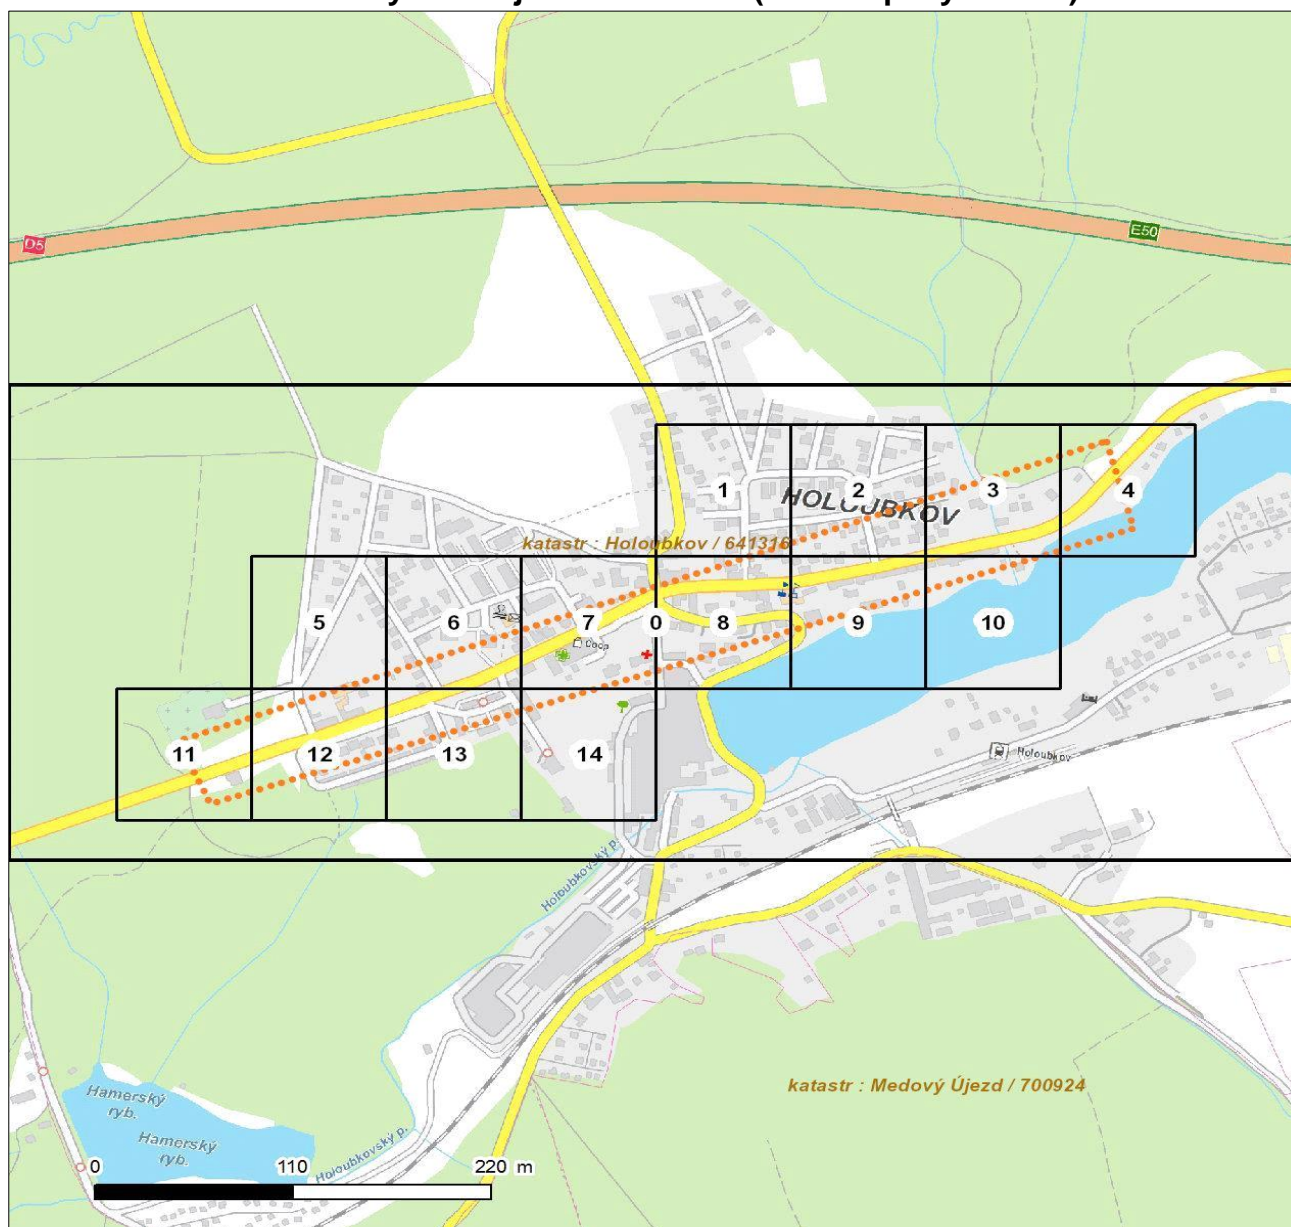 D5
E50
1
2
3
4
HOLOUBKOV
katastr : Holoubkov / 641316
5
6
7
0
8
9
10
Coop
11
12
13
14
Holoubkov
Holoubkovský p.
katastr : Medový Újezd / 700924
Hamerský
ryb.
Hamerský
ryb.
Holoubkovský p.
0 110 220 m